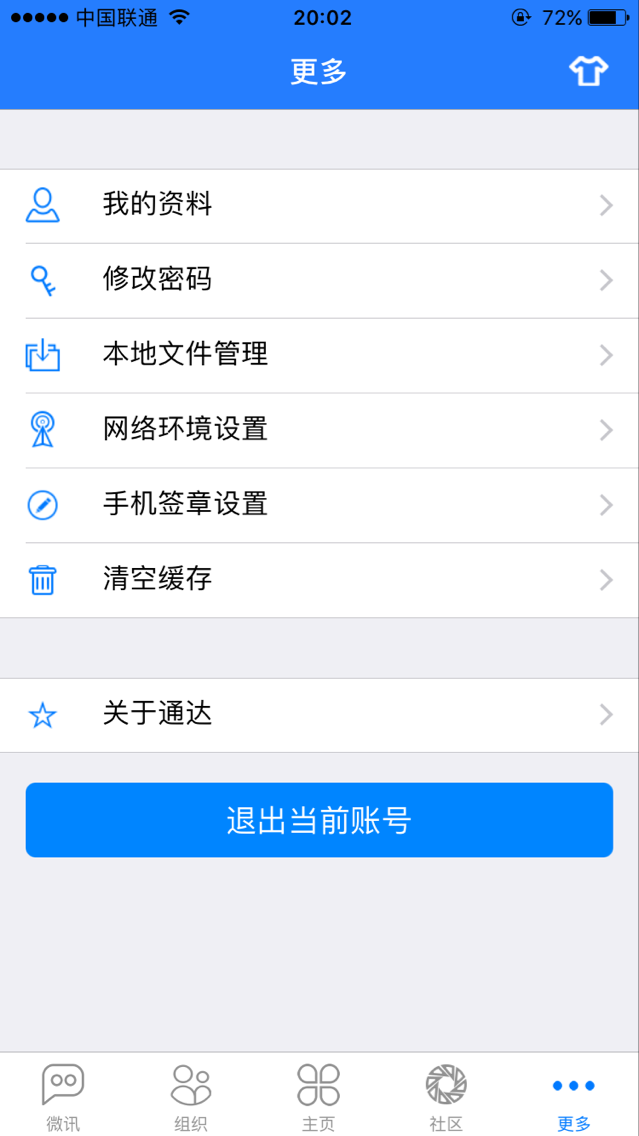 中国联通 20:02 72%
更多
我的资料
修改密码
本地文件管理
网络环境设置
手机签章设置
清空缓存
关于通达
退出当前账号
微讯 组织 主页 社区 更多